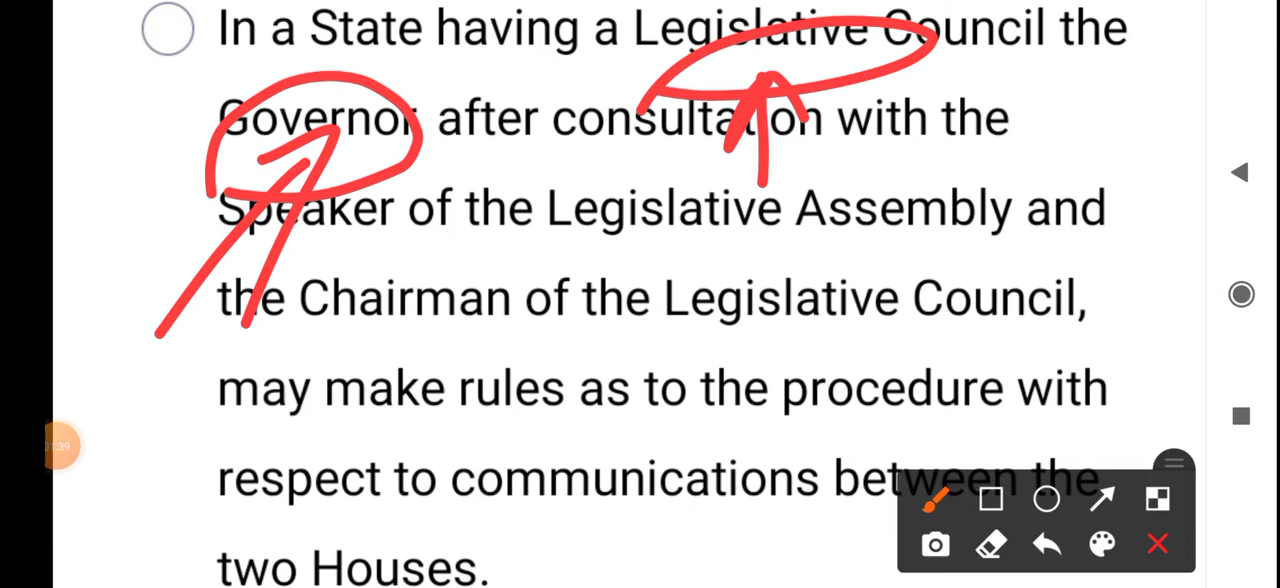 In a State having a Legislative Council the
Governor after consultation with the
Speaker of the Legislative Assembly and
the Chairman of the Legislative Council,
may make rules as to the procedure with
respect to communications between the
two Houses.
01:39